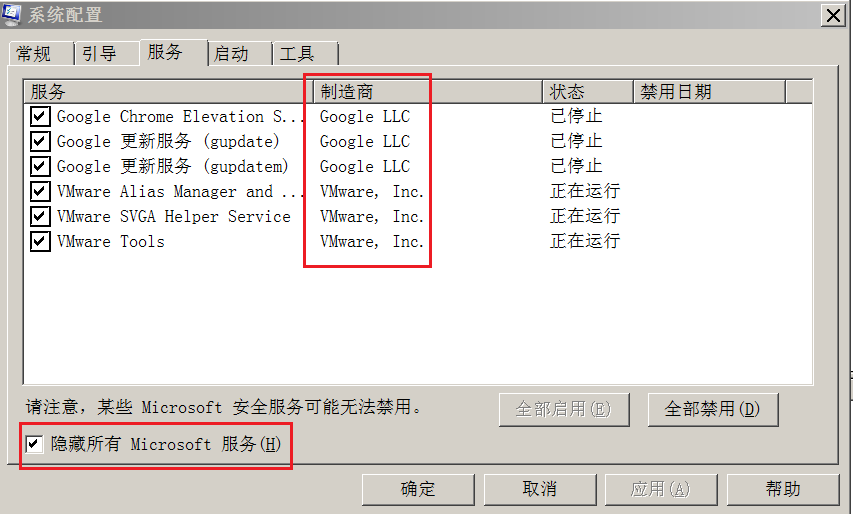 系统配置
常规 引导 服务 启动 工具
服务 制造商 状态 禁用日期
Google Chrome Elevation S... Google LLC 已停止
Google 更新服务 (gupdate) Google LLC 已停止
Google 更新服务 (gupdatem) Google LLC 已停止
VMware Alias Manager and ... VMware, Inc. 正在运行
VMware SVGA Helper Service VMware, Inc. 正在运行
VMware Tools VMware, Inc. 正在运行
请注意，某些 Microsoft 安全服务可能无法禁用。 全部启用(E) 全部禁用(D)
隐藏所有 Microsoft 服务(H)
确定 取消 应用(A) 帮助